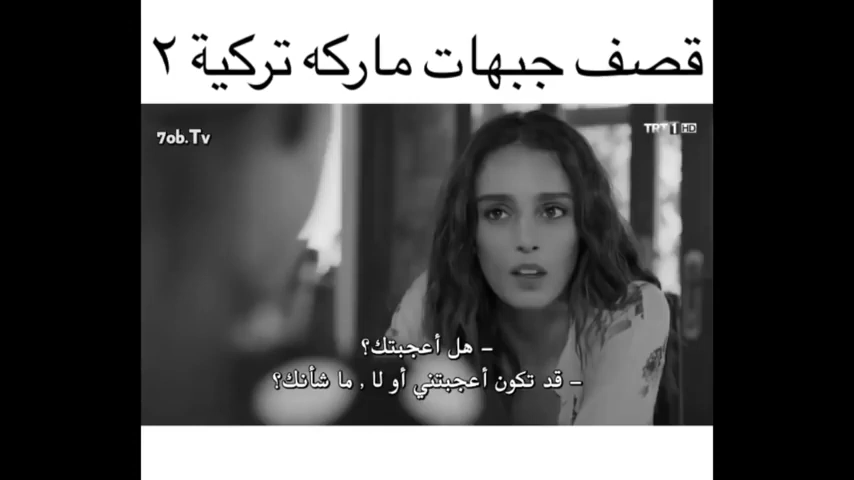 قصف جبهات ماركه تركية ٢
7ob.Tv
TRT 1 HD
- هل أعجبتك؟
- قد تكون أعجبتني أو لا , ما شأنك؟